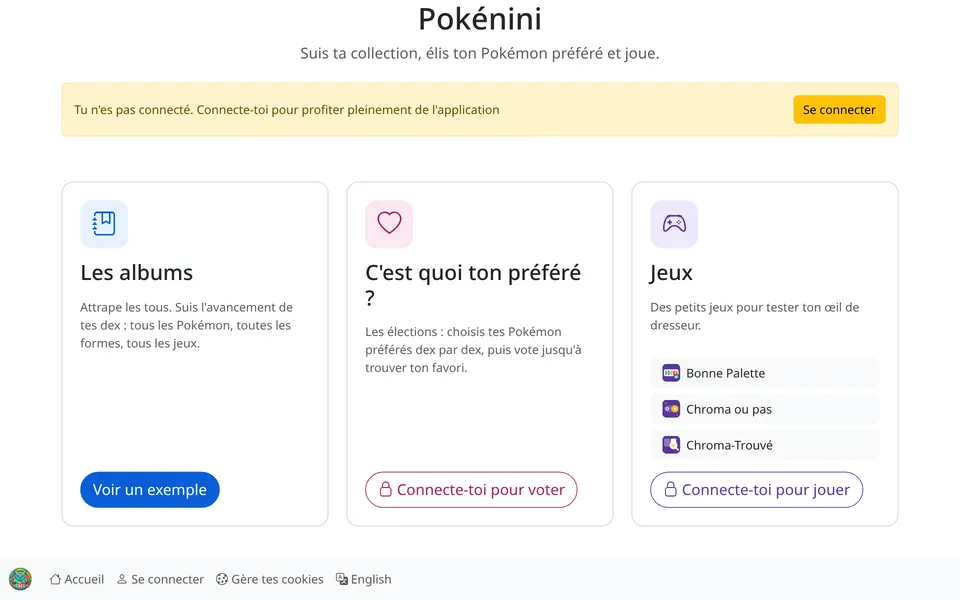 Pokénini
Suis ta collection, élis ton Pokémon préféré et joue.
Tu n'es pas connecté. Connecte-toi pour profiter pleinement de l'application
Se connecter
Les albums
Attrape les tous. Suis l'avancement de
tes dex : tous les Pokémon, toutes les
formes, tous les jeux.
Voir un exemple
C'est quoi ton préféré
?
Les élections : choisis tes Pokémon
préférés dex par dex, puis vote jusqu'à
trouver ton favori.
Connecte-toi pour voter
Jeux
Des petits jeux pour tester ton œil de
dresseur.
Bonne Palette
Chroma ou pas
Chroma-Trouvé
Connecte-toi pour jouer
Accueil
Se connecter
Gère tes cookies
English